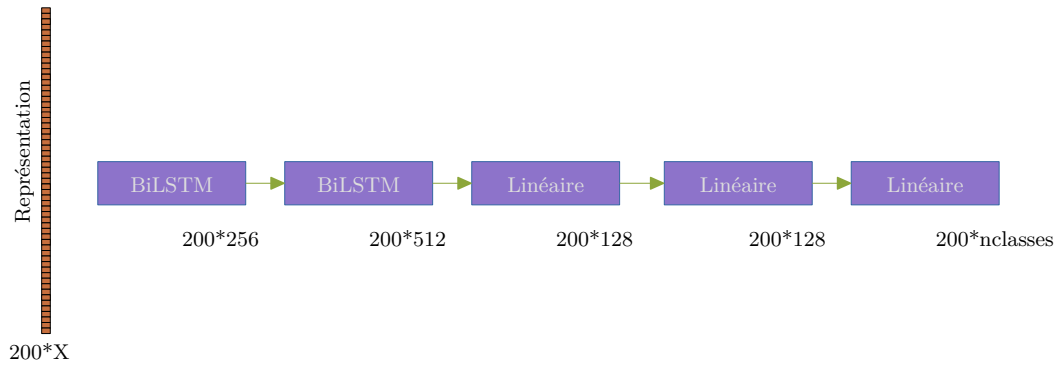 Représentation
200*X
BiLSTM
BiLSTM
Linéaire
Linéaire
Linéaire
200*256
200*512
200*128
200*128
200*nclasses